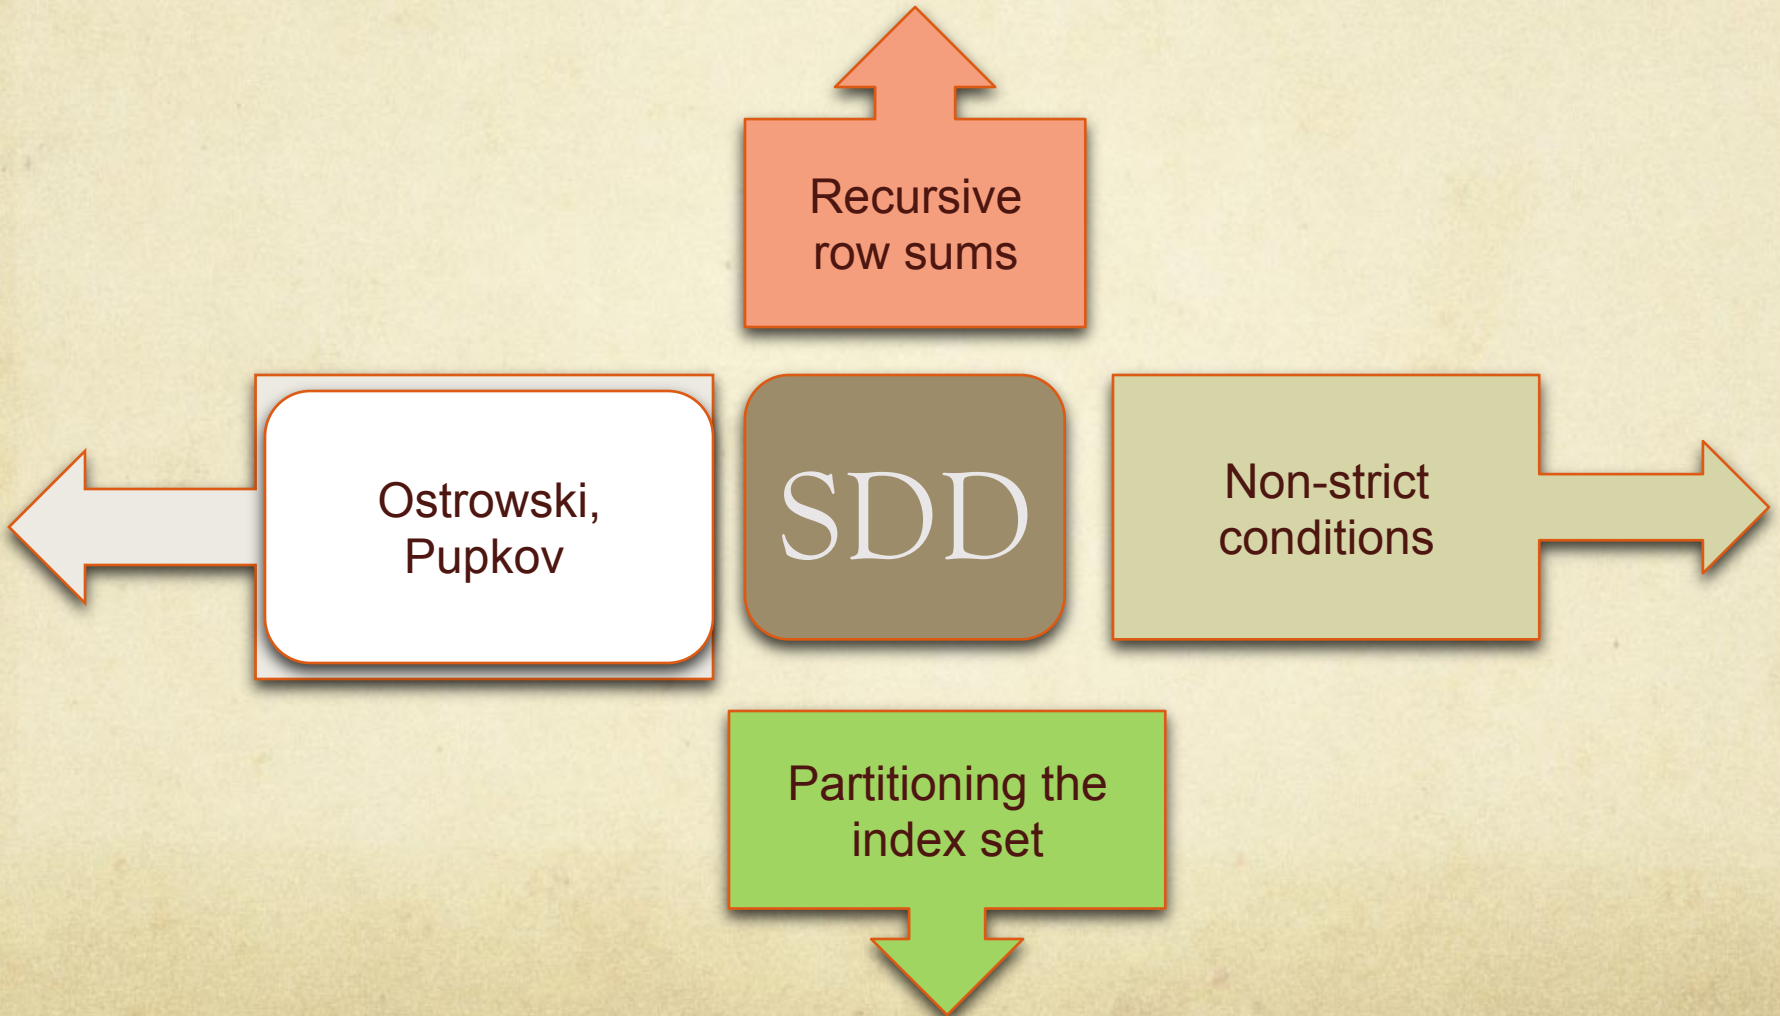 Recursive
row sums
Ostrowski,
Pupkov
SDD
Non-strict
conditions
Partitioning the
index set